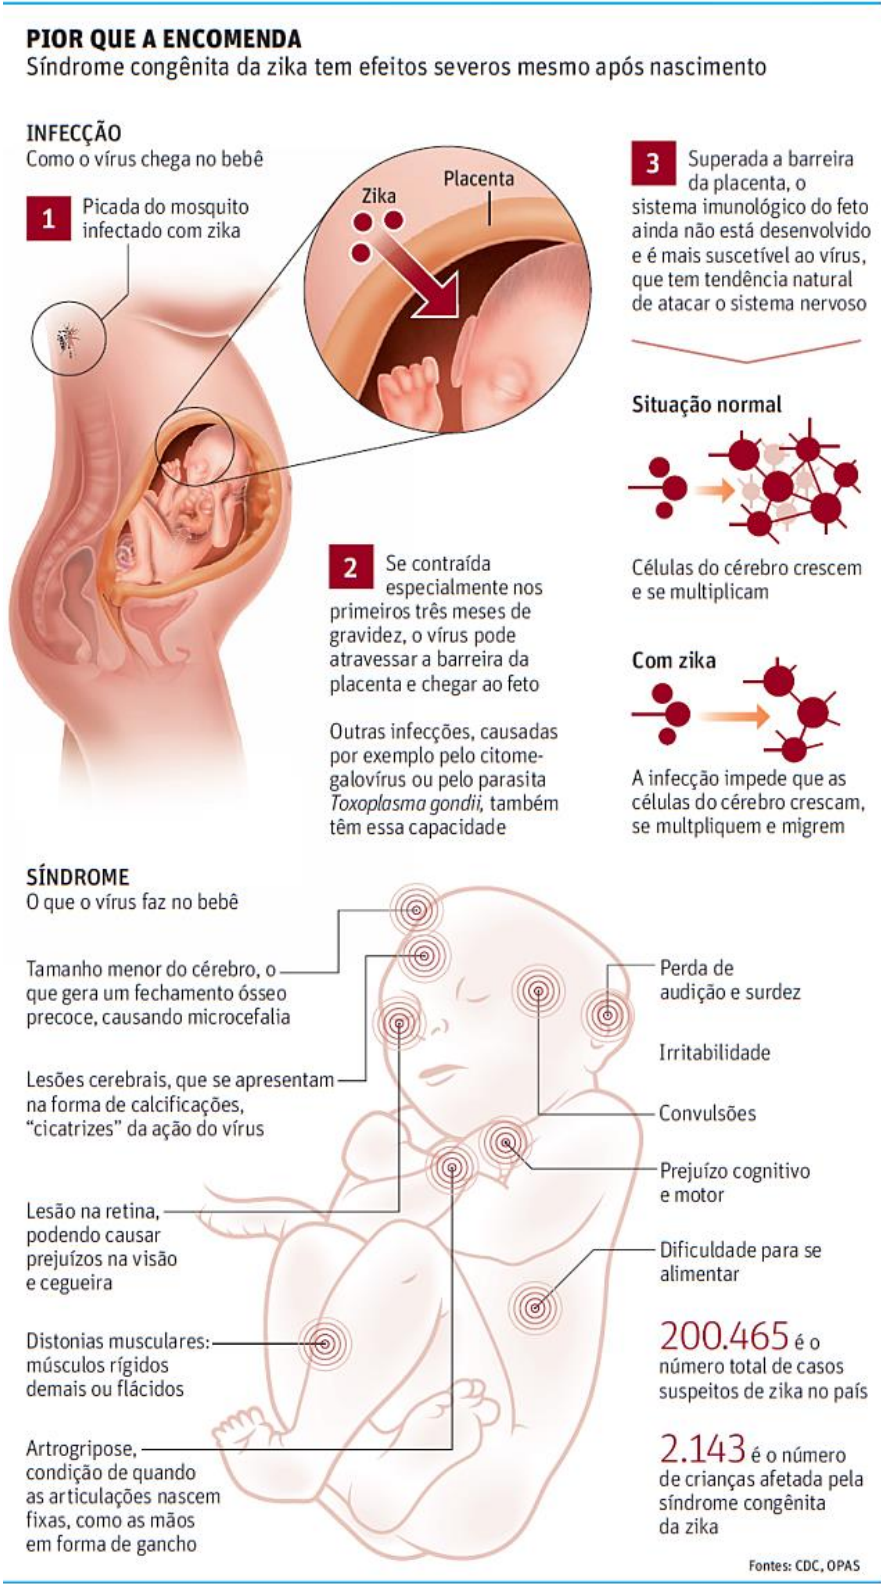 PIOR QUE A ENCOMENDA
Síndrome congênita da zika tem efeitos severos mesmo após nascimento
INFECÇÃO
Como o vírus chega no bebê
1
Picada do mosquito
infectado com zika
Zika
Placenta
2
Se contraída
especialmente nos
primeiros três meses de
gravidez, o vírus pode
atravessar a barreira da
placenta e chegar ao feto
Outras infecções, causadas
por exemplo pelo citome-
galovírus ou pelo parasita
Toxoplasma gondii, também
têm essa capacidade
3
Superada a barreira
da placenta, o
sistema imunológico do feto
ainda não está desenvolvido
e é mais suscetível ao vírus,
que tem tendência natural
de atacar o sistema nervoso
Situação normal
Células do cérebro crescem
e se multiplicam
Com zika
A infecção impede que as
células do cérebro crescam,
se multpliquem e migrem
SÍNDROME
O que o vírus faz no bebê
Tamanho menor do cérebro, o
que gera um fechamento ósseo
precoce, causando microcefalia
Lesões cerebrais, que se apresentam
na forma de calcificações,
“cicatrizes” da ação do vírus
Lesão na retina,
podendo causar
prejuízos na visão
e cegueira
Distonias musculares:
músculos rígidos
demais ou flácidos
Artrogripose,
condição de quando
as articulações nascem
fixas, como as mãos
em forma de gancho
Perda de
audição e surdez
Irritabilidade
Convulsões
Prejuízo cognitivo
e motor
Dificuldade para se
alimentar
200.465 é o
número total de casos
suspeitos de zika no país
2.143 é o número
de crianças afetada pela
síndrome congênita
da zika
Fontes: CDC, OPAS